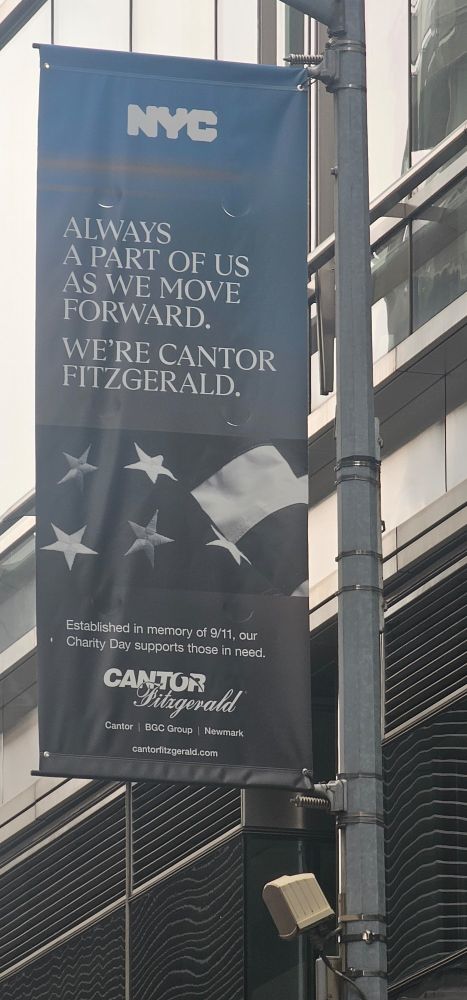 NYC
ALWAYS
A PART OF US
AS WE MOVE
FORWARD.
WE'RE CANTOR
FITZGERALD.
Established in memory of 9/11, our
Charity Day supports those in need.
CANTOR
Fitzgerald
Cantor | BGC Group | Newmark
cantorfitzgerald.com